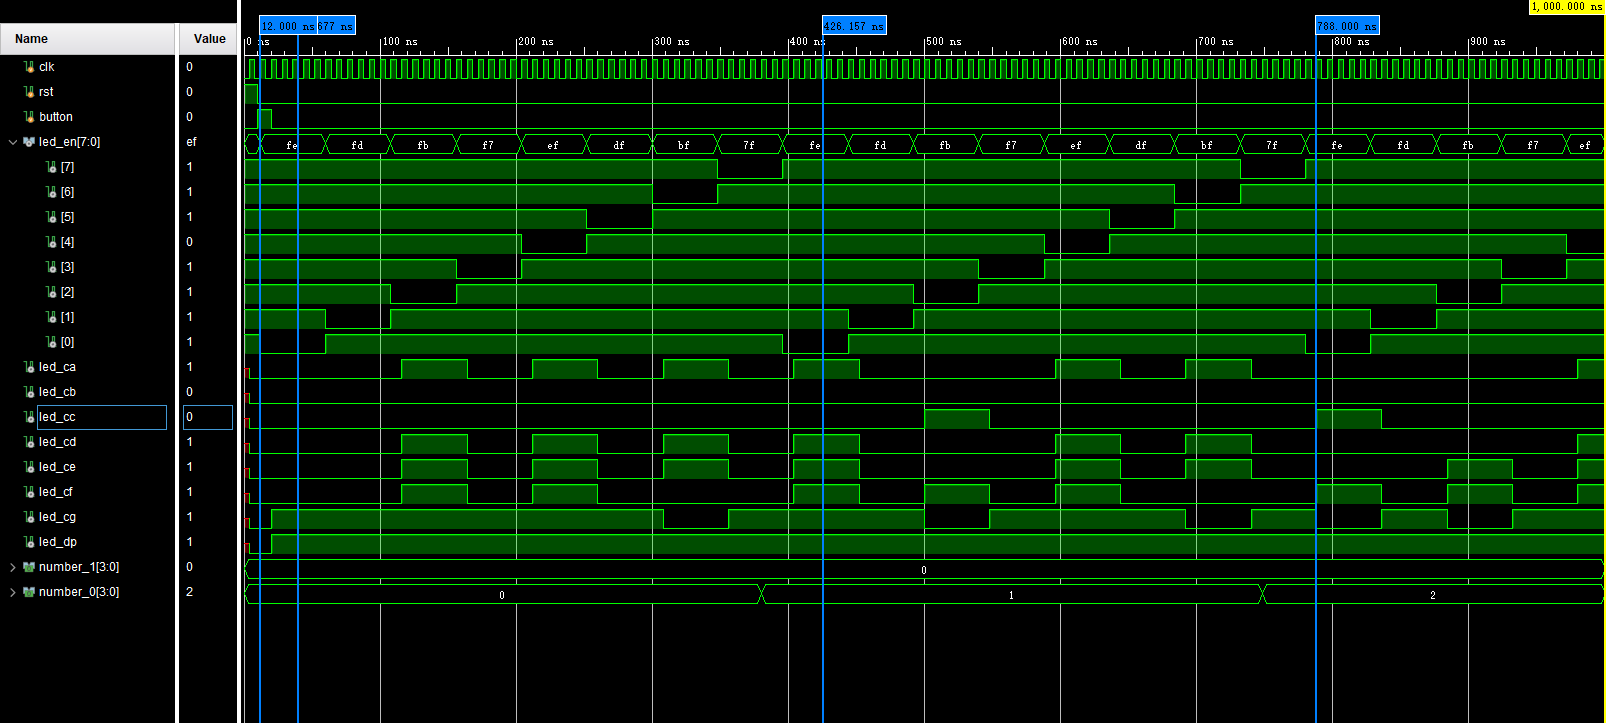 1,000.000 ns
12.000 ns 677 ns 426.157 ns 788.000 ns
Name Value 0 ns 100 ns 200 ns 300 ns 400 ns 500 ns 600 ns 700 ns 800 ns 900 ns
clk 0
rst 0
button 0
led_en[7:0] ef fe fd fb f7 ef df bf 7f fe fd fb f7 ef df bf 7f fe fd fb f7 ef
[7] 1
[6] 1
[5] 1
[4] 0
[3] 1
[2] 1
[1] 1
[0] 1
led_ca 1
led_cb 0
led_cc 0
led_cd 1
led_ce 1
led_cf 1
led_cg 1
led_dp 1
number_1[3:0] 0 0
number_0[3:0] 2 0 1 2